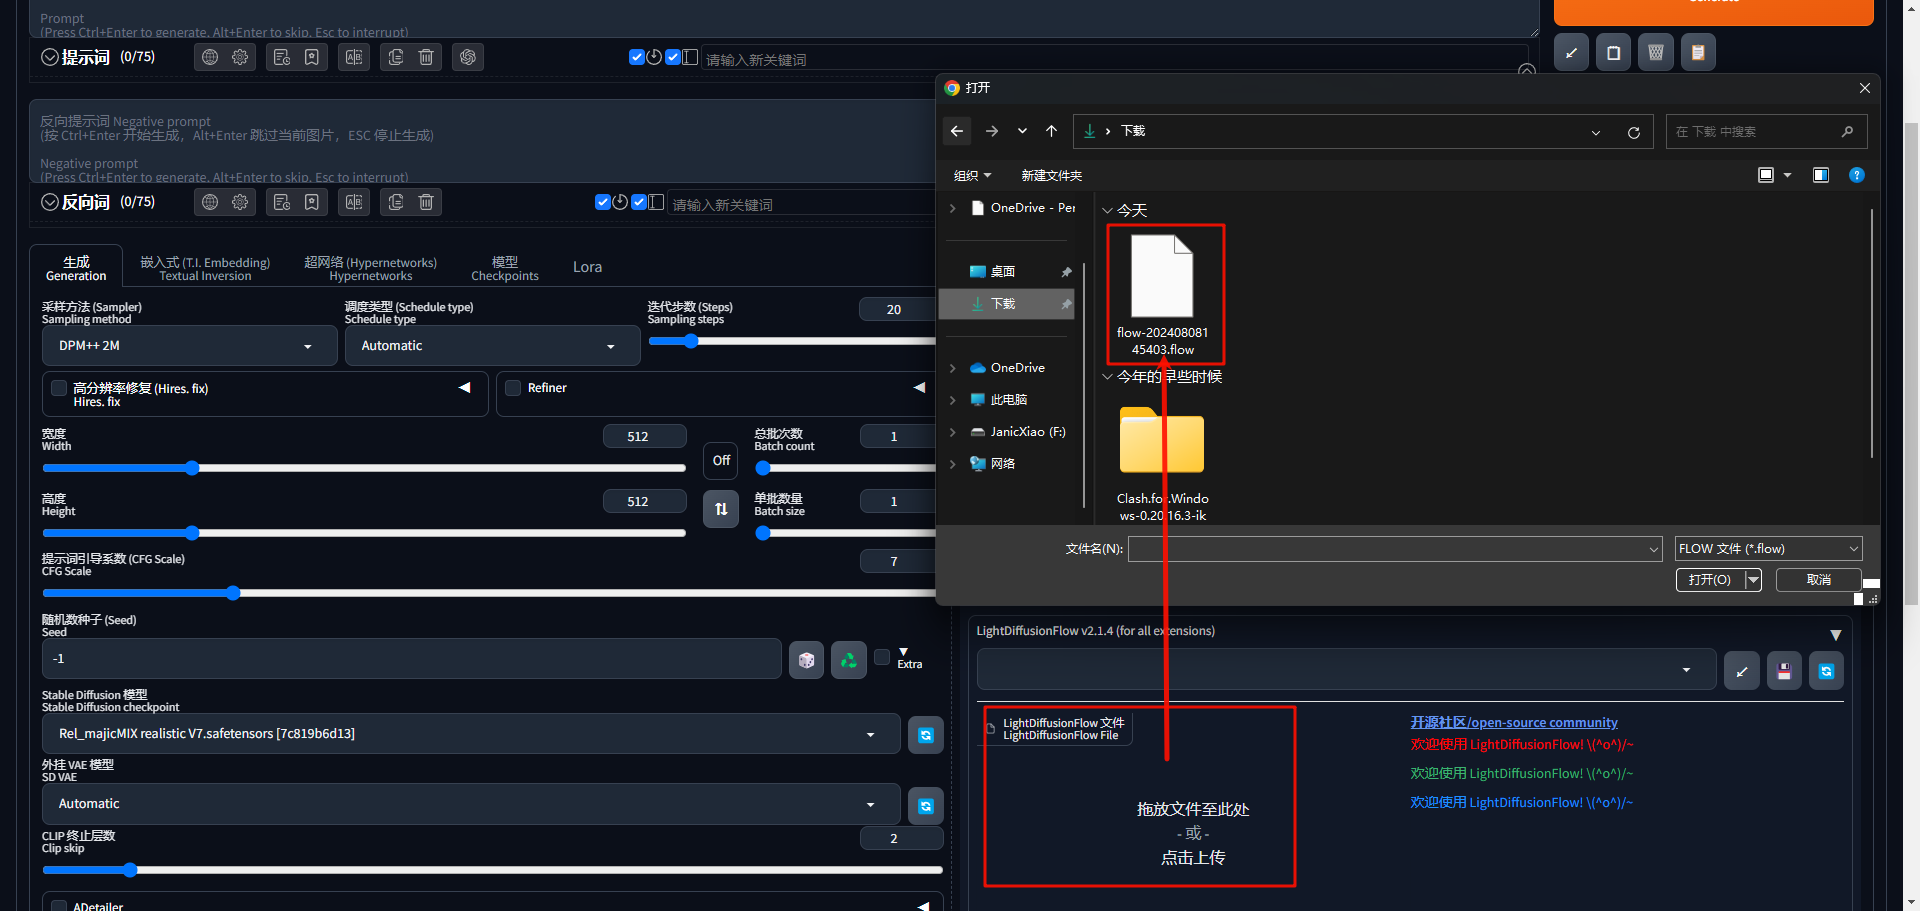 Prompt
(Press Ctrl+Enter to generate, Alt+Enter to skip, Esc to interrupt)
提示词 (0/75)
请输入新关键词
反向提示词 Negative prompt
(按 Ctrl+Enter 开始生成，Alt+Enter 跳过当前图片，ESC 停止生成)
Negative prompt
(Press Ctrl+Enter to generate, Alt+Enter to skip, Esc to interrupt)
反向词 (0/75)
请输入新关键词
生成
Generation
嵌入式 (T.I. Embedding)
Textual Inversion
超网络 (Hypernetworks)
Hypernetworks
模型
Checkpoints
Lora
采样方法 (Sampler)
Sampling method
DPM++ 2M
调度类型 (Schedule type)
Schedule type
Automatic
迭代步数 (Steps)
Sampling steps
20
高分辨率修复 (Hires. fix)
Hires. fix
Refiner
宽度
Width
512
Off
总批次数
Batch count
1
高度
Height
512
单批数量
Batch size
1
提示词引导系数 (CFG Scale)
CFG Scale
7
随机数种子 (Seed)
Seed
-1
Extra
Stable Diffusion 模型
Stable Diffusion checkpoint
Rel_majicMIX realistic V7.safetensors [7c819b6d13]
外挂 VAE 模型
SD VAE
Automatic
CLIP 终止层数
Clip skip
2
ADetailer
打开
下载
在 下载 中搜索
组织
新建文件夹
OneDrive - Per
桌面
下载
OneDrive
此电脑
JanicXiao (F:)
网络
今天
flow-202408081
45403.flow
今年的早些时候
Clash.for.Windo
ws-0.20.16.3-ik
文件名(N):
FLOW 文件 (*.flow)
打开(O)
取消
LightDiffusionFlow v2.1.4 (for all extensions)
LightDiffusionFlow 文件
LightDiffusionFlow File
拖放文件至此处
- 或 -
点击上传
开源社区/open-source community
欢迎使用 LightDiffusionFlow! \(^o^)/~
欢迎使用 LightDiffusionFlow! \(^o^)/~
欢迎使用 LightDiffusionFlow! \(^o^)/~